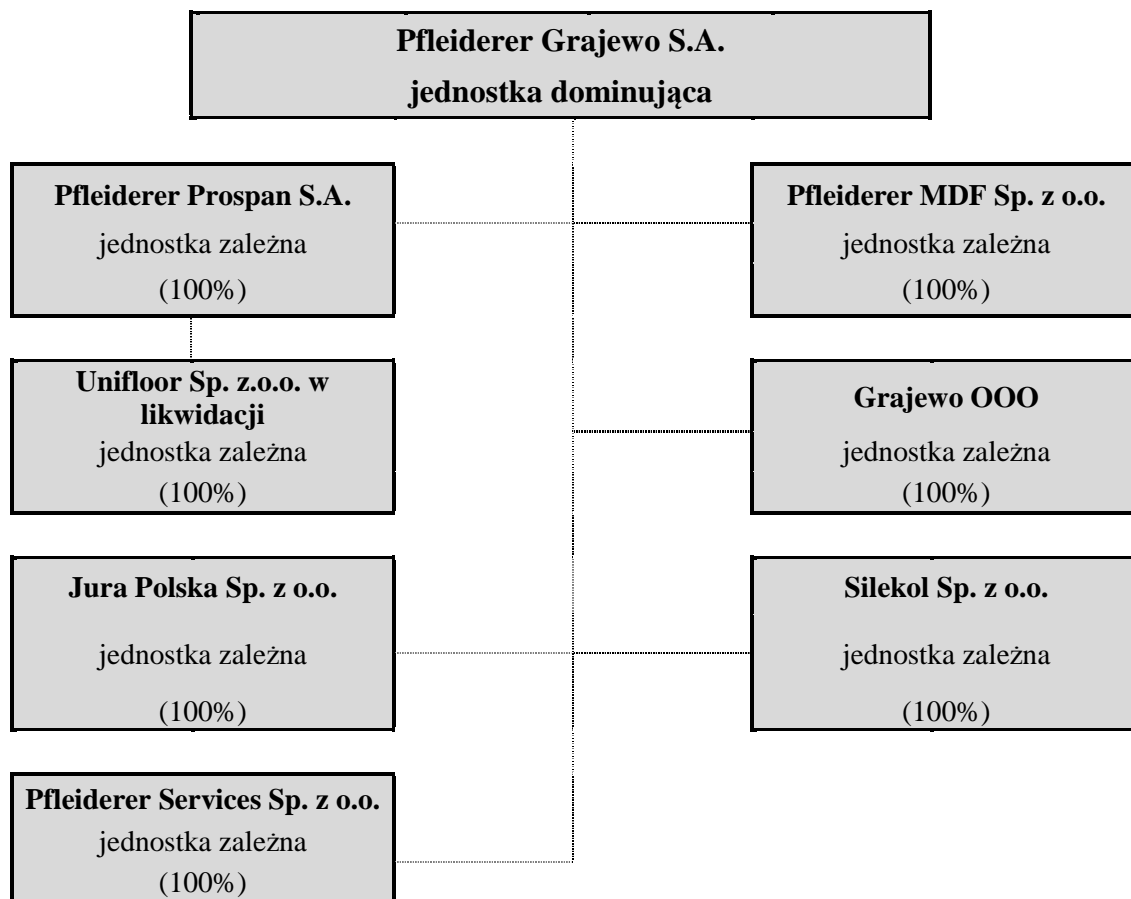 Pfleiderer Grajewo S.A.
jednostka dominująca
Pfleiderer Prospan S.A.
jednostka zależna
(100%)
Pfleiderer MDF Sp. z o.o.
jednostka zależna
(100%)
Unifloor Sp. z.o.o. w
likwidacji
jednostka zależna
(100%)
Grajewo OOO
jednostka zależna
(100%)
Jura Polska Sp. z o.o.
jednostka zależna
(100%)
Silekol Sp. z o.o.
jednostka zależna
(100%)
Pfleiderer Services Sp. z o.o.
jednostka zależna
(100%)